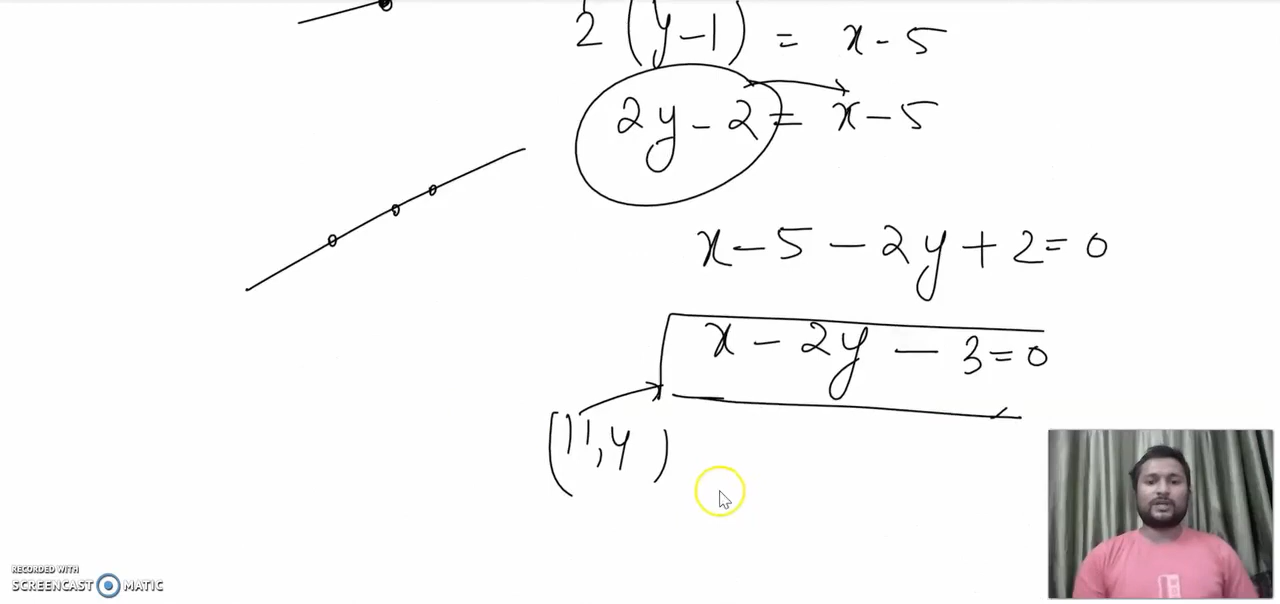 2 (y-1) = x-5
2y-2 = x-5
x-5-2y+2=0
x-2y-3=0
(11,4)
RECORDED WITH
SCREENCAST MATIC